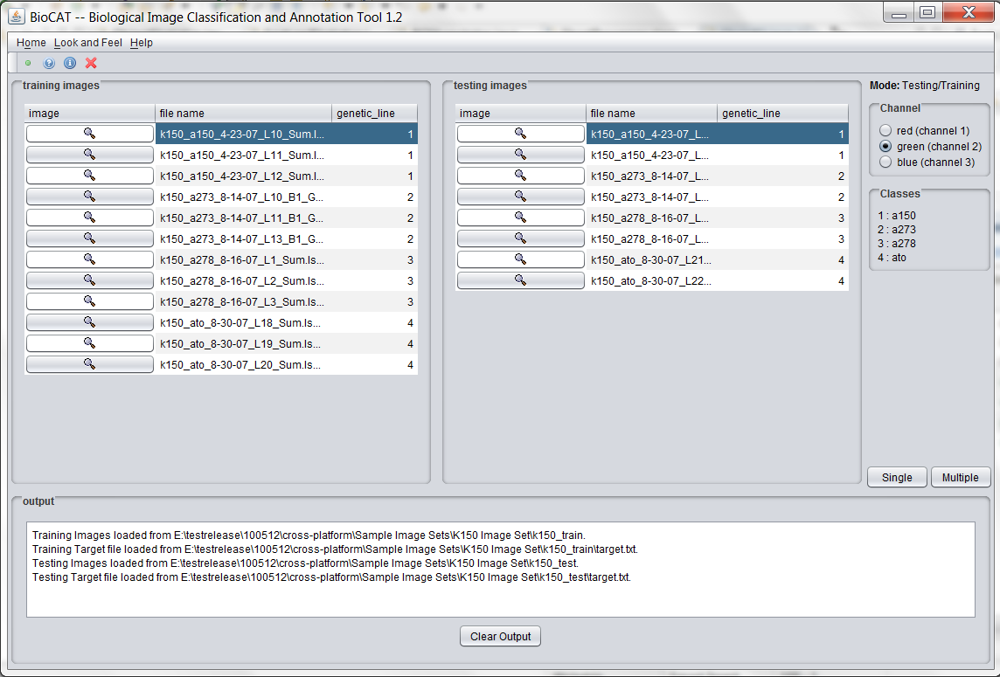 BioCAT -- Biological Image Classification and Annotation Tool 1.2
Home Look and Feel Help
training images
image file name genetic_line
k150_a150_4-23-07_L10_Sum.I... 1
k150_a150_4-23-07_L11_Sum.I... 1
k150_a150_4-23-07_L12_Sum.I... 1
k150_a273_8-14-07_L10_B1_G... 2
k150_a273_8-14-07_L11_B1_G... 2
k150_a273_8-14-07_L13_B1_G... 2
k150_a278_8-16-07_L1_Sum.Is... 3
k150_a278_8-16-07_L2_Sum.Is... 3
k150_a278_8-16-07_L3_Sum.Is... 3
k150_ato_8-30-07_L18_Sum.Is... 4
k150_ato_8-30-07_L19_Sum.Is... 4
k150_ato_8-30-07_L20_Sum.Is... 4
testing images
image file name genetic_line
k150_a150_4-23-07_L... 1
k150_a150_4-23-07_L... 1
k150_a273_8-14-07_L... 2
k150_a273_8-14-07_L... 2
k150_a278_8-16-07_L... 3
k150_a278_8-16-07_L... 3
k150_ato_8-30-07_L21... 4
k150_ato_8-30-07_L22... 4
Mode: Testing/Training
Channel
red (channel 1)
green (channel 2)
blue (channel 3)
Classes
1 : a150
2 : a273
3 : a278
4 : ato
Single Multiple
output
Training Images loaded from E:\testrelease\100512\cross-platform\Sample Image Sets\K150 Image Set\k150_train.
Training Target file loaded from E:\testrelease\100512\cross-platform\Sample Image Sets\K150 Image Set\k150_train\target.txt.
Testing Images loaded from E:\testrelease\100512\cross-platform\Sample Image Sets\K150 Image Set\k150_test.
Testing Target file loaded from E:\testrelease\100512\cross-platform\Sample Image Sets\K150 Image Set\k150_test\target.txt.
Clear Output